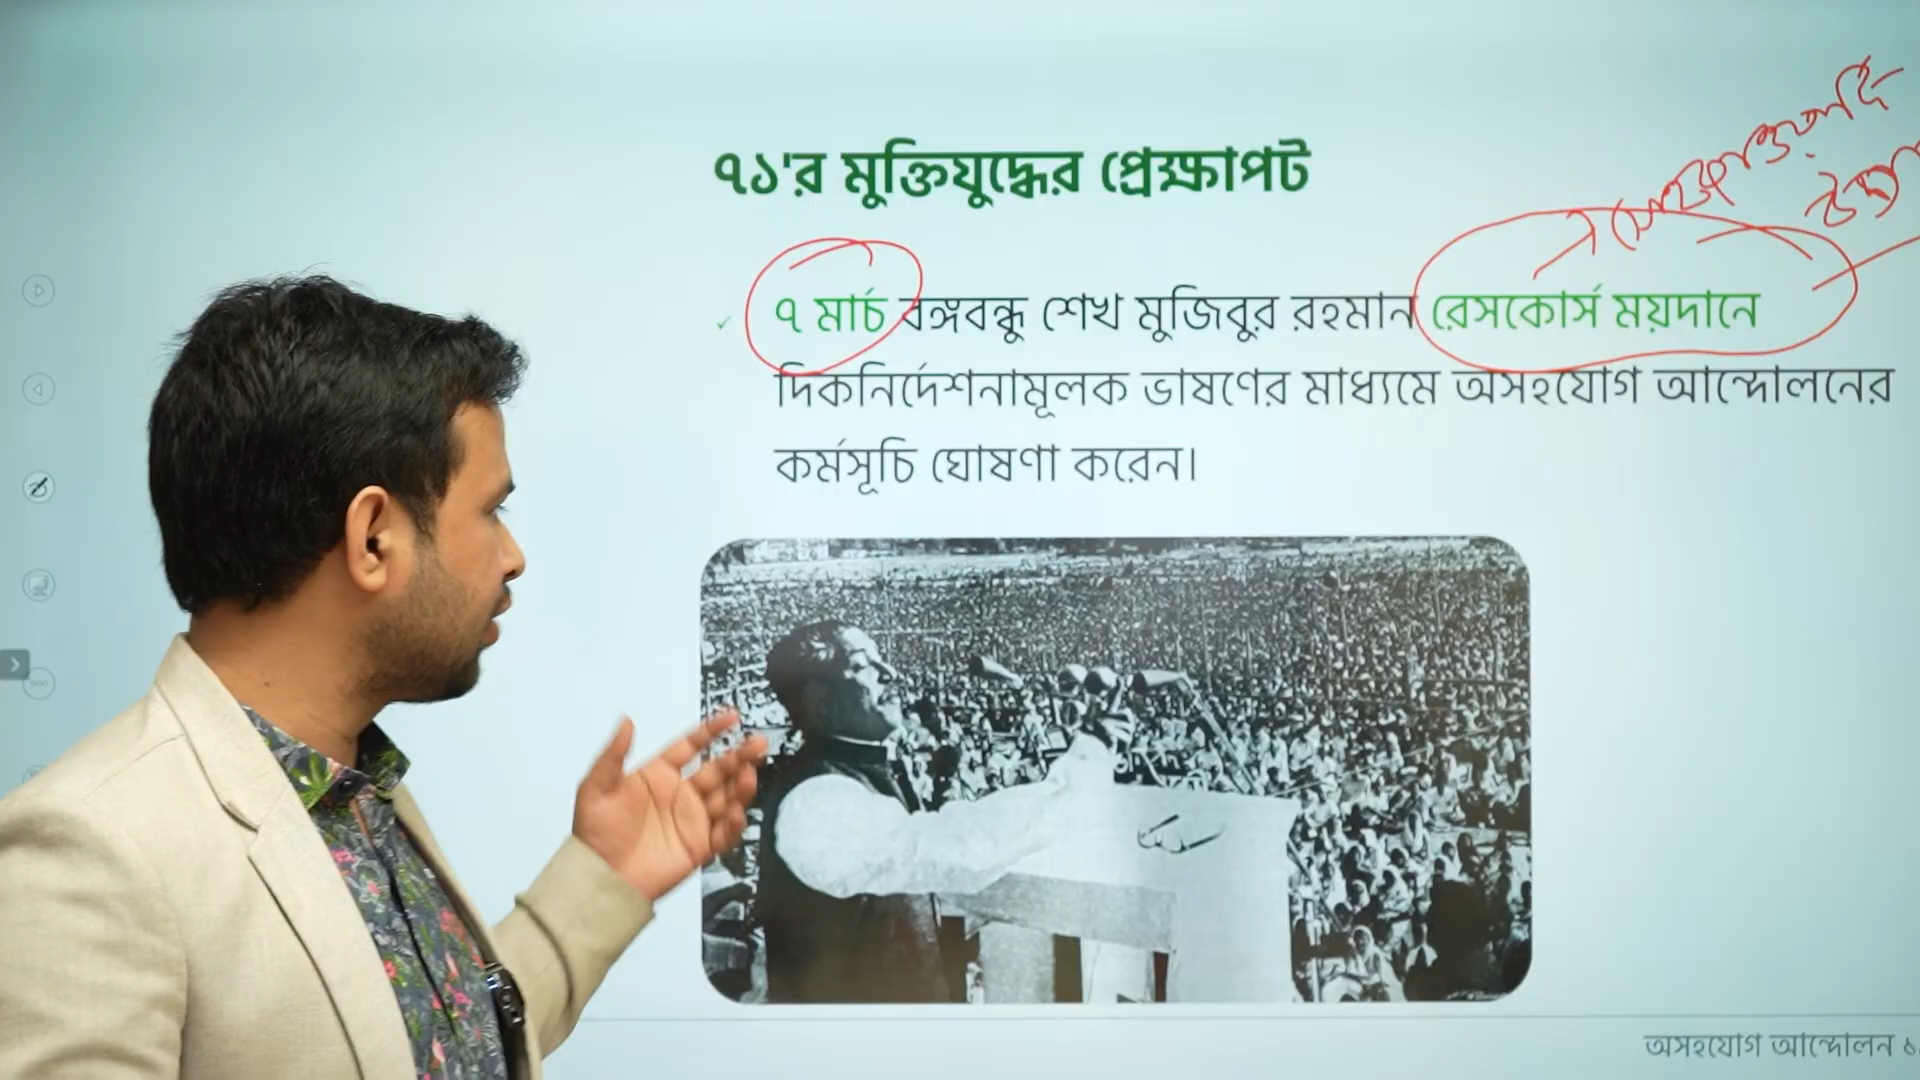 ৭১'র মুক্তিযুদ্ধের প্রেক্ষাপট
৭ মার্চ বঙ্গবন্ধু শেখ মুজিবুর রহমান রেসকোর্স ময়দানে
দিকনির্দেশনামূলক ভাষণের মাধ্যমে অসহযোগ আন্দোলনের
কর্মসূচি ঘোষণা করেন।
অসহযোগ আন্দোলন